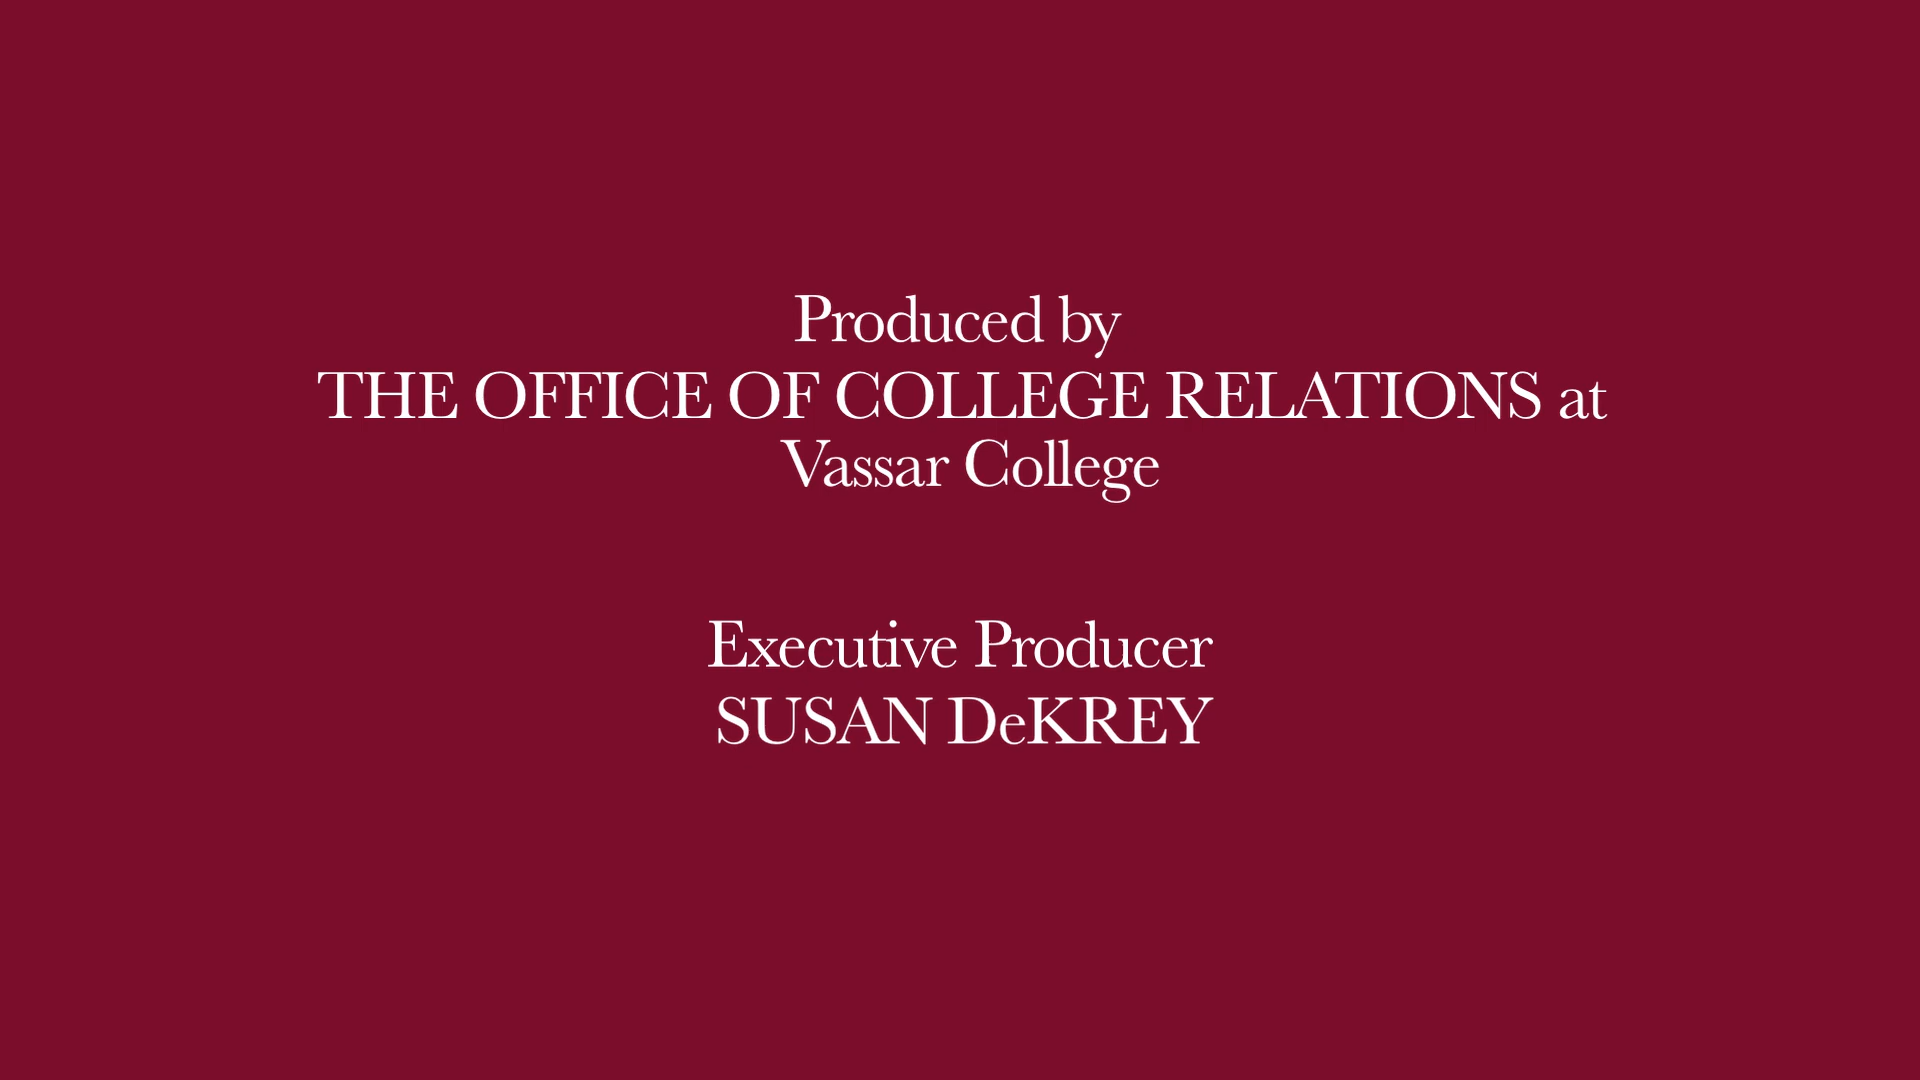 Produced by
THE OFFICE OF COLLEGE RELATIONS at
Vassar College
Executive Producer
SUSAN DeKREY